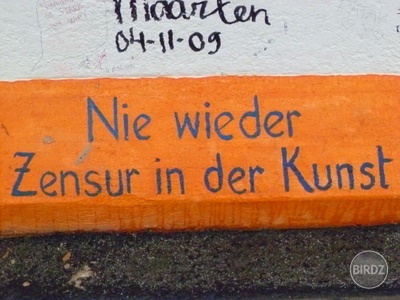 Maarten
04-11-09
Nie wieder
Zensur in der Kunst
BIRDZ